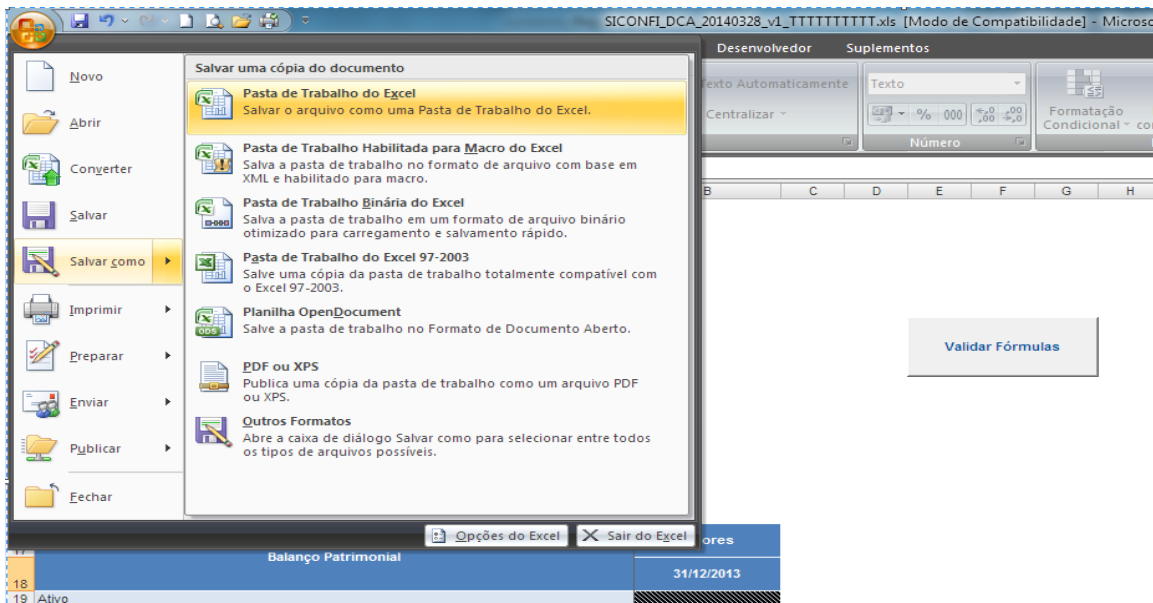 SICONFI_DCA_20140328_v1_TTTTTTTTTT.xls [Modo de Compatibilidade] - Microso
Desenvolvedor Suplementos
Novo
Abrir
Converter
Salvar
Salvar como
Imprimir
Preparar
Enviar
Publicar
Fechar
Salvar uma cópia do documento
Pasta de Trabalho do Excel
Salvar o arquivo como uma Pasta de Trabalho do Excel.
Pasta de Trabalho Habilitada para Macro do Excel
Salva a pasta de trabalho no formato de arquivo com base em
XML e habilitado para macro.
Pasta de Trabalho Binária do Excel
Salva a pasta de trabalho em um formato de arquivo binário
otimizado para carregamento e salvamento rápido.
Pasta de Trabalho do Excel 97-2003
Salve uma cópia da pasta de trabalho totalmente compatível com
o Excel 97-2003.
Planilha OpenDocument
Salve a pasta de trabalho no Formato de Documento Aberto.
PDF ou XPS
Publica uma cópia da pasta de trabalho como um arquivo PDF
ou XPS.
Outros Formatos
Abre a caixa de diálogo Salvar como para selecionar entre todos
os tipos de arquivos possíveis.
Opções do Excel
Sair do Excel
Texto Automaticamente
Centralizar
Texto
% 000
Número
Formatação
Condicional
B C D E F G H
Validar Fórmulas
Balanço Patrimonial
ores
31/12/2013
18
19 Ativo